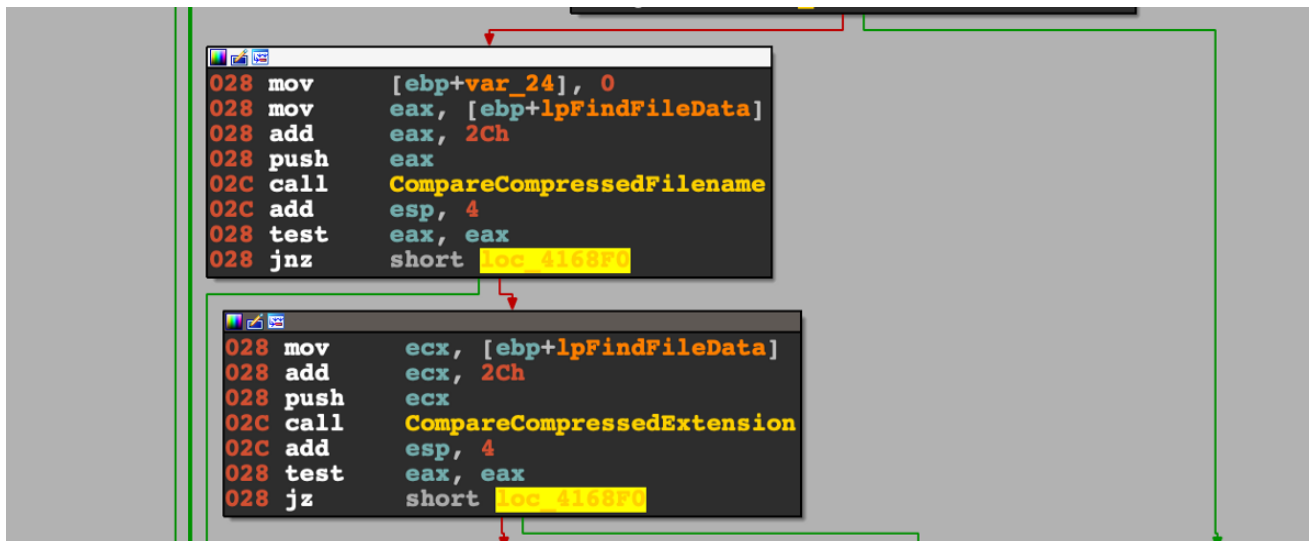 028 mov [ebp+var_24], 0
028 mov eax, [ebp+lpFindFileData]
028 add eax, 2Ch
028 push eax
02C call CompareCompressedFilename
02C add esp, 4
028 test eax, eax
028 jnz short loc_4168F0
028 mov ecx, [ebp+lpFindFileData]
028 add ecx, 2Ch
028 push ecx
02C call CompareCompressedExtension
02C add esp, 4
028 test eax, eax
028 jz short loc_4168F0